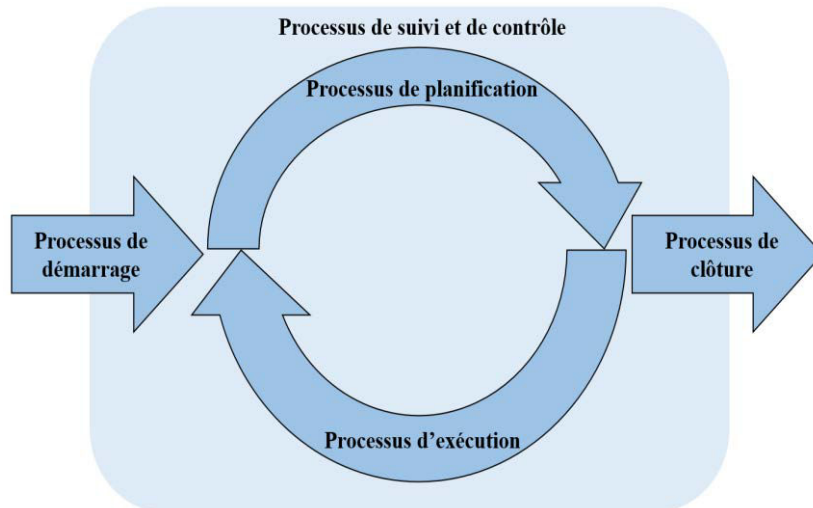 Processus de suivi et de contrôle
Processus de planification
Processus de
démarrage
Processus de
clôture
Processus d’exécution